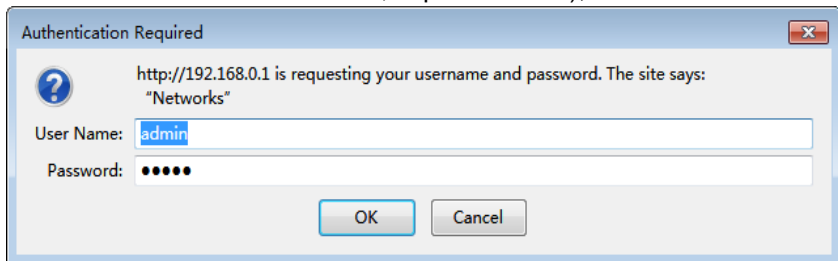 Authentication Required
http://192.168.0.1 is requesting your username and password. The site says:
"Networks"
User Name: admin
Password: •••••
OK Cancel